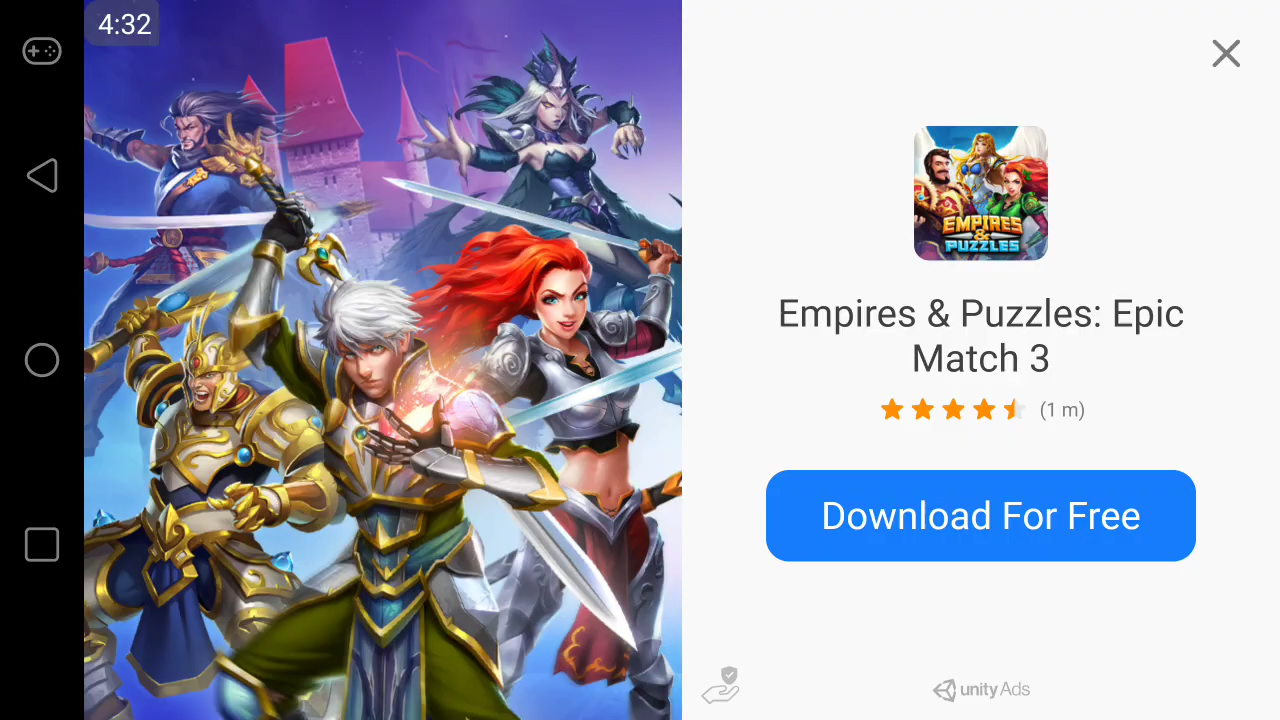 4:32
EMPIRES
&
PUZZLES
Empires & Puzzles: Epic
Match 3
(1 m)
Download For Free
unity Ads